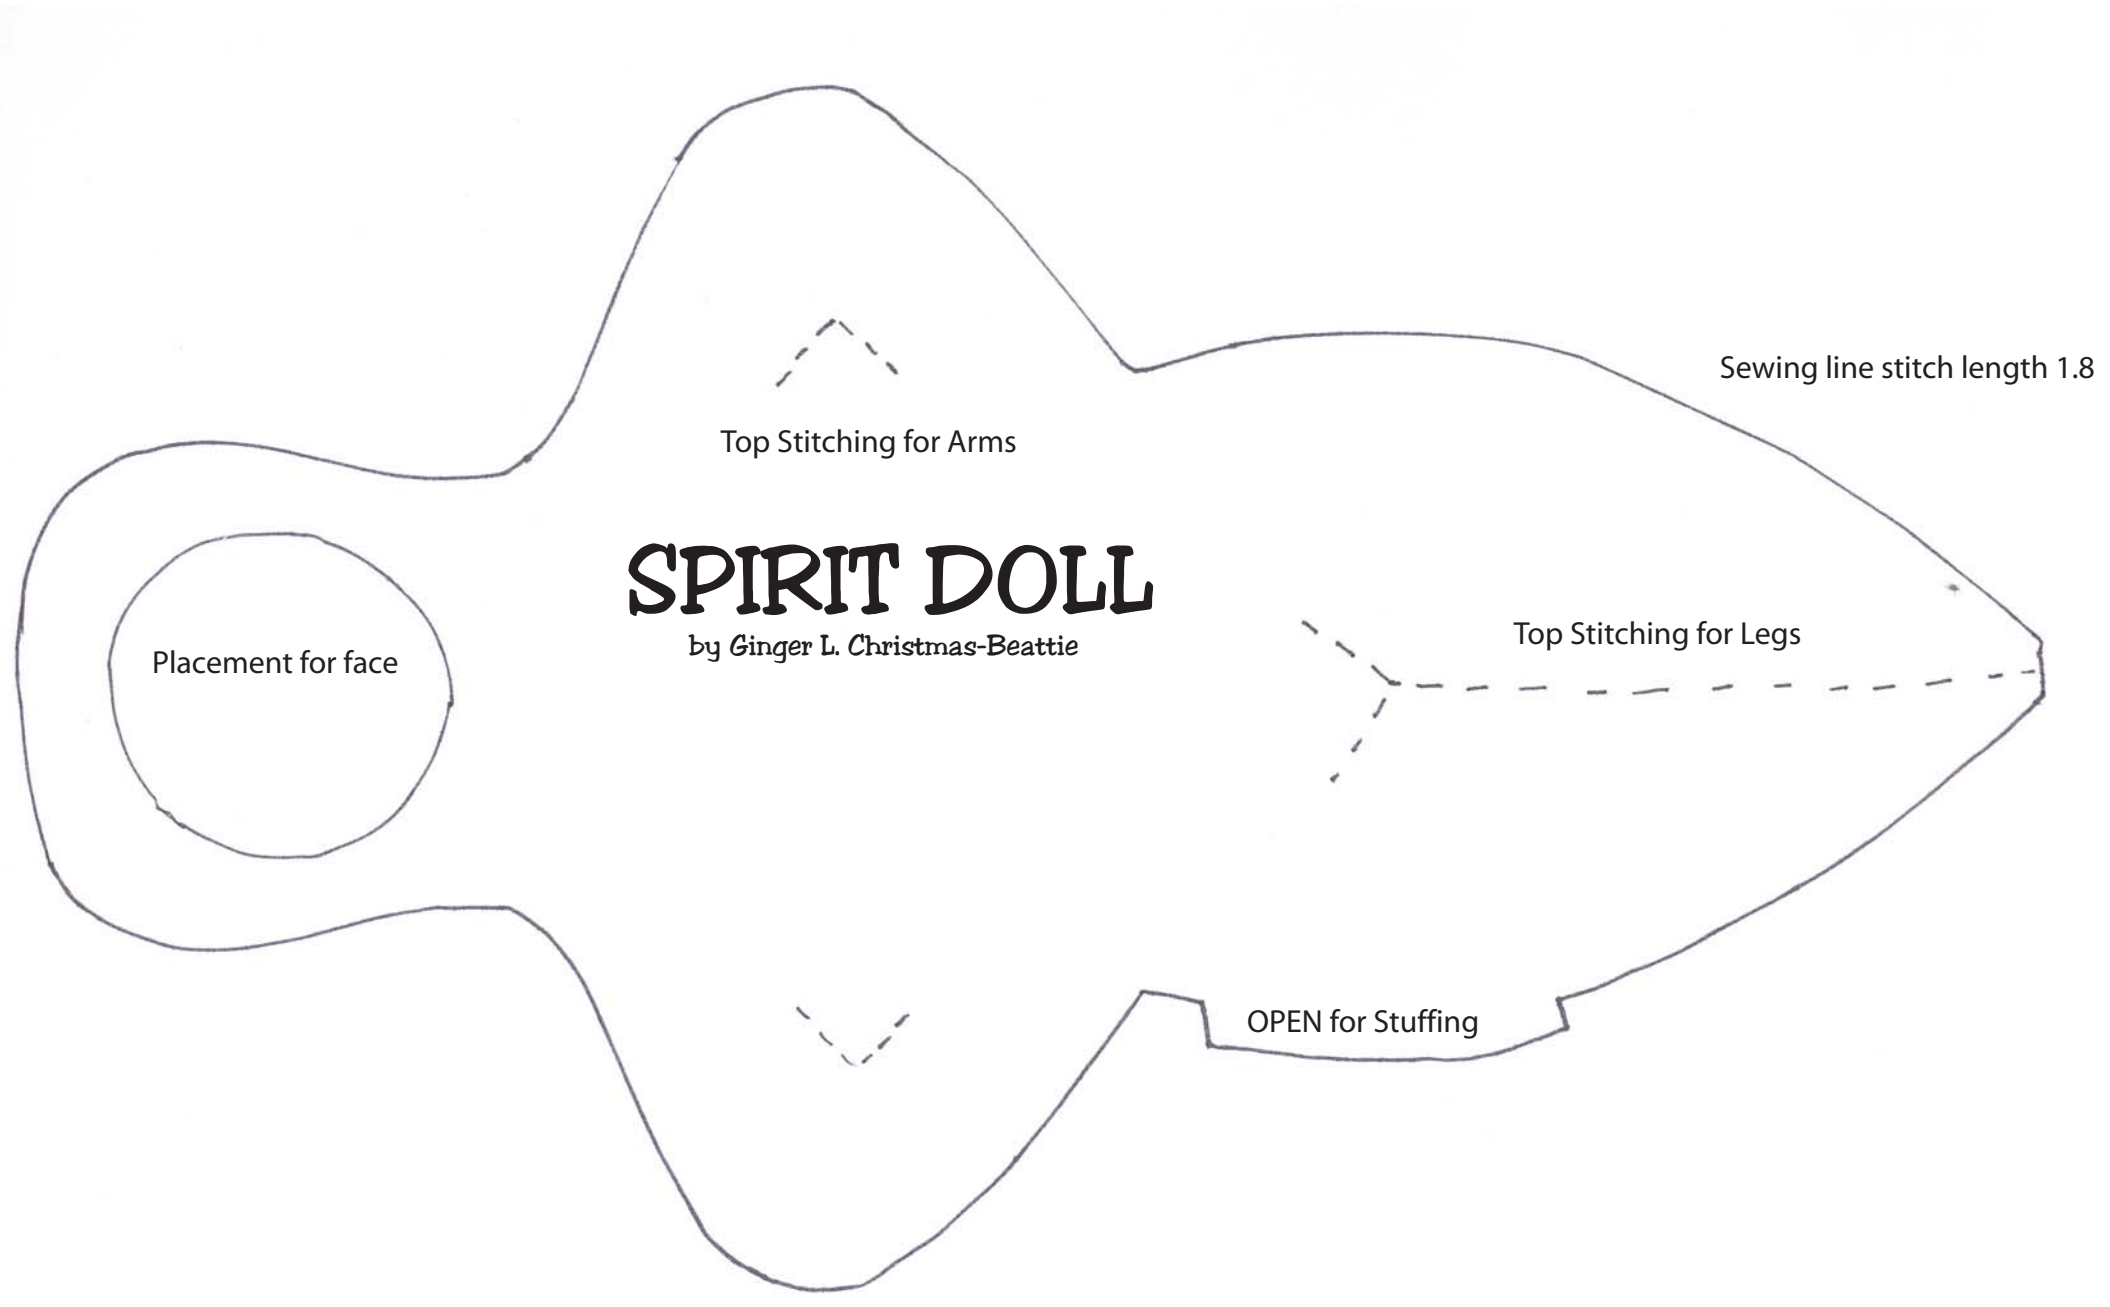 Sewing line stitch length 1.8
Top Stitching for Arms
SPIRIT DOLL
by Ginger L. Christmas-Beattie
Placement for face
Top Stitching for Legs
OPEN for Stuffing